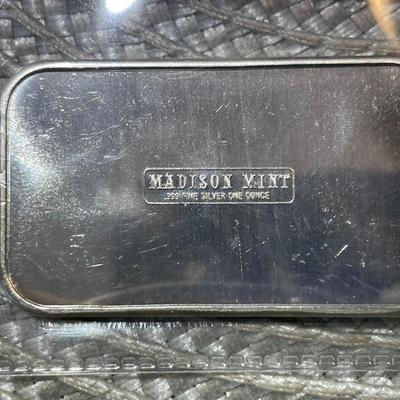 MADISON MINT
.999 FINE SILVER ONE OUNCE